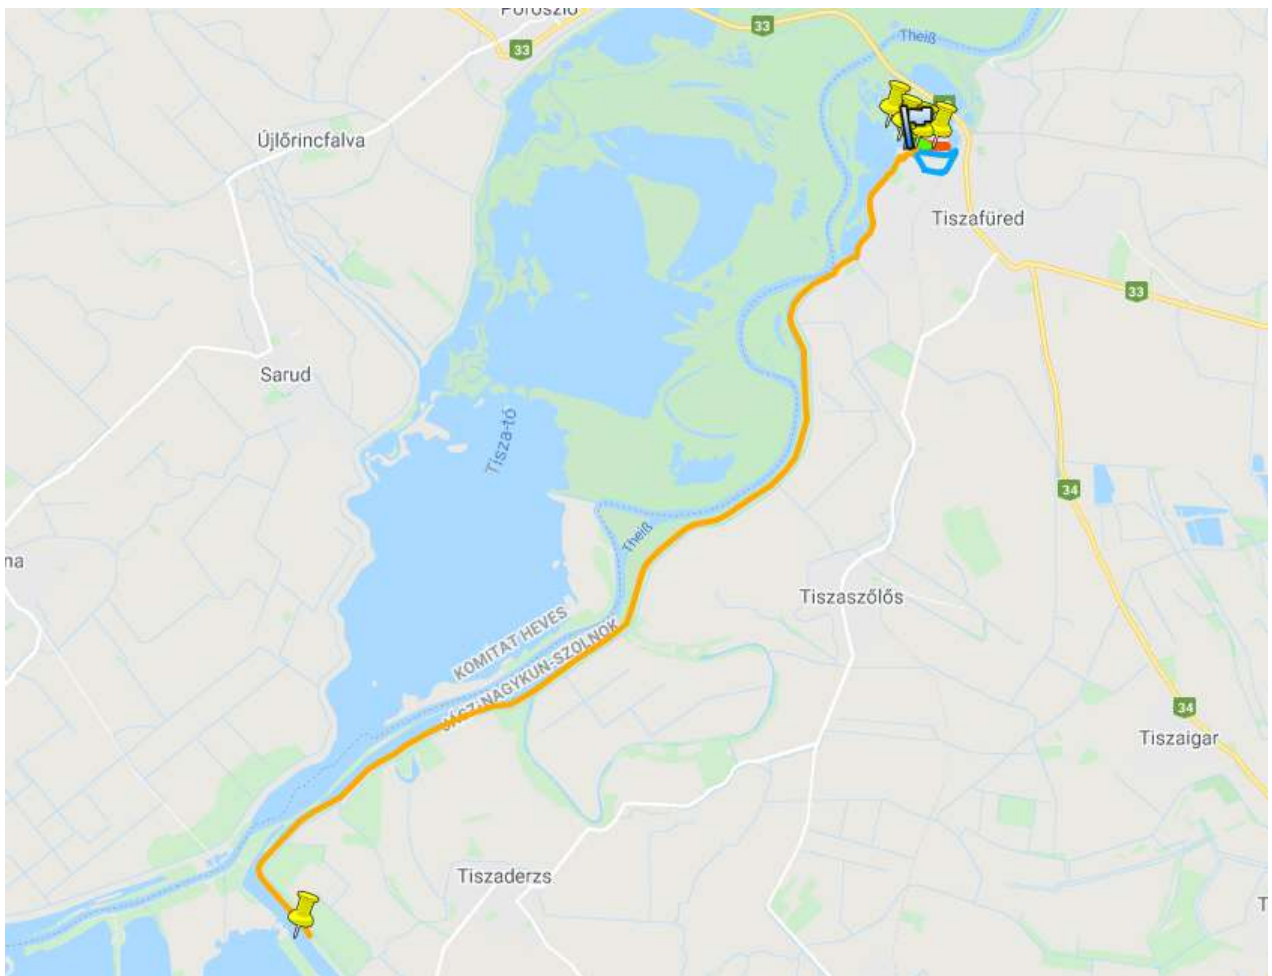 Poroszló
33
33
Theiß
Újlőrincfalva
Tiszafüred
33
Sarud
Tisza-tó
34
Theiß
na
Tiszaszőlős
KOMITAT HEVES
JÁSZ-NAGYKUN-SZOLNOK
34
Tiszaigar
Tiszaderzs
T